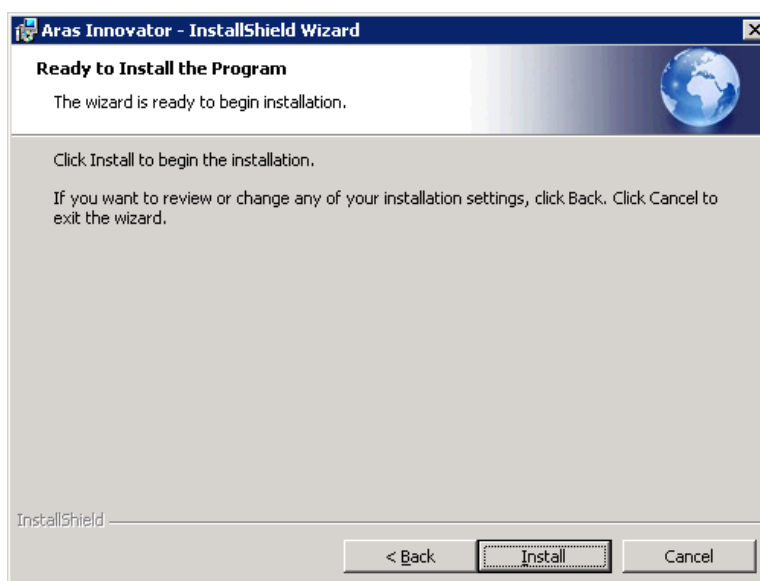 Aras Innovator - InstallShield Wizard
Ready to Install the Program
The wizard is ready to begin installation.
Click Install to begin the installation.
If you want to review or change any of your installation settings, click Back. Click Cancel to
exit the wizard.
InstallShield
< Back
Install
Cancel